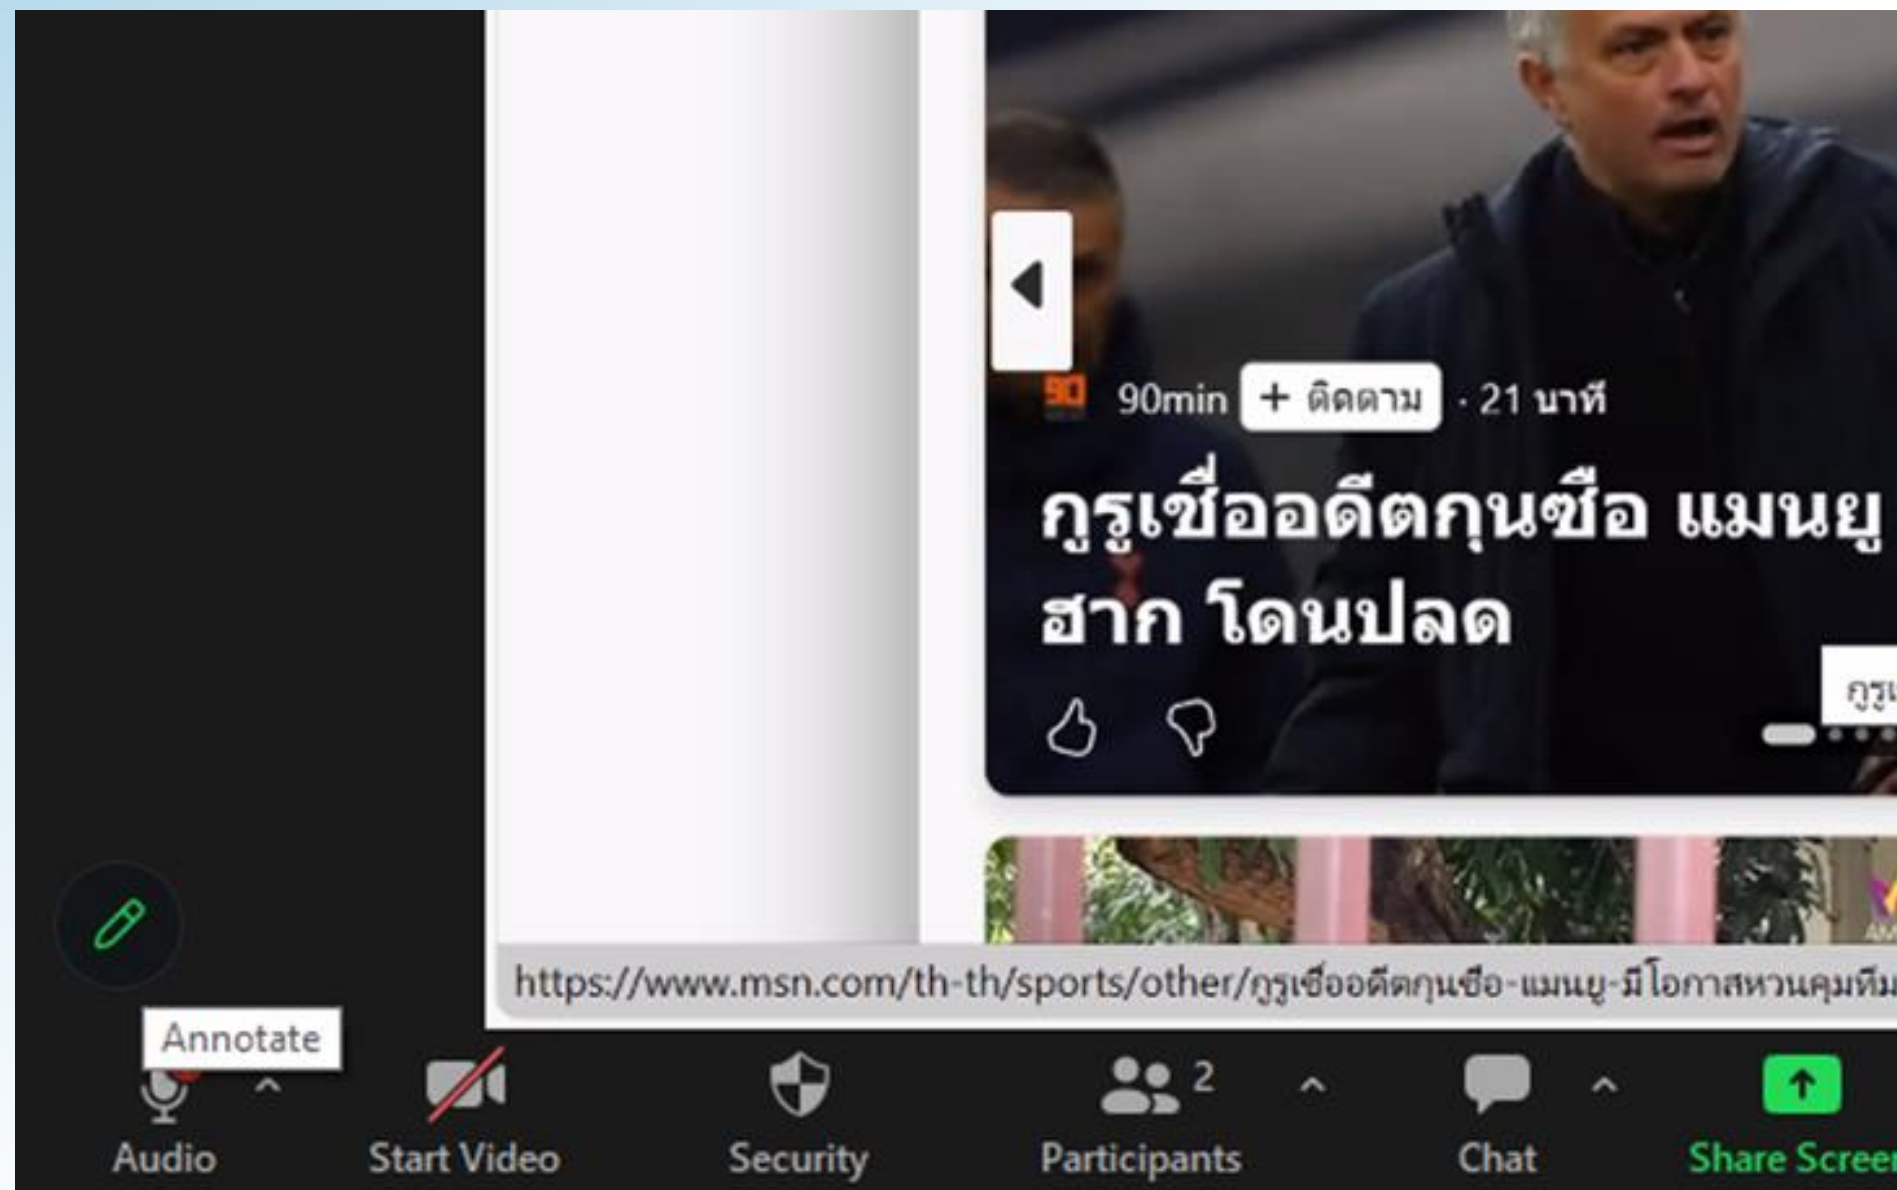 90 90min + ติดตาม · 21 นาที
กูรูเชื่ออดีตกุนซือ แมนยู
ฮาก โดนปลด
กูรูเ
https://www.msn.com/th-th/sports/other/กูรูเชื่ออดีตกุนซือ-แมนยู-มีโอกาสหวนคุมทีม
Annotate
2
Audio
Start Video
Security
Participants
Chat
Share Screen